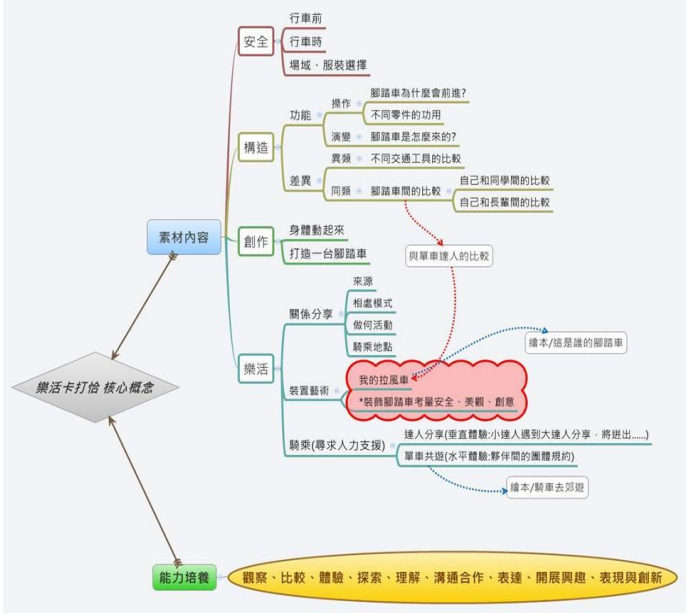 行車前
安全
行車時
場域、服裝選擇
腳踏車為什麼會前進?
操作
功能
不同零件的功用
演變
腳踏車是怎麼來的?
構造
異類
不同交通工具的比較
差異
同類
腳踏車間的比較
自己和同學間的比較
自己和長輩間的比較
素材內容
創作
身體動起來
打造一台腳踏車
與單車達人的比較
來源
關係分享
相處模式
做何活動
騎乘地點
繪本/這是誰的腳踏車
樂活
我的拉風車
裝置藝術
*裝飾腳踏車考量安全、美觀、創意
樂活卡打恰 核心概念
騎乘(尋求人力支援)
達人分享(垂直體驗:小達人遇到大達人分享，將迸出......)
單車共遊(水平體驗:夥伴間的團體規約)
繪本/騎車去郊遊
能力培養
觀察、比較、體驗、探索、理解、溝通合作、表達、開展興趣、表現與創新